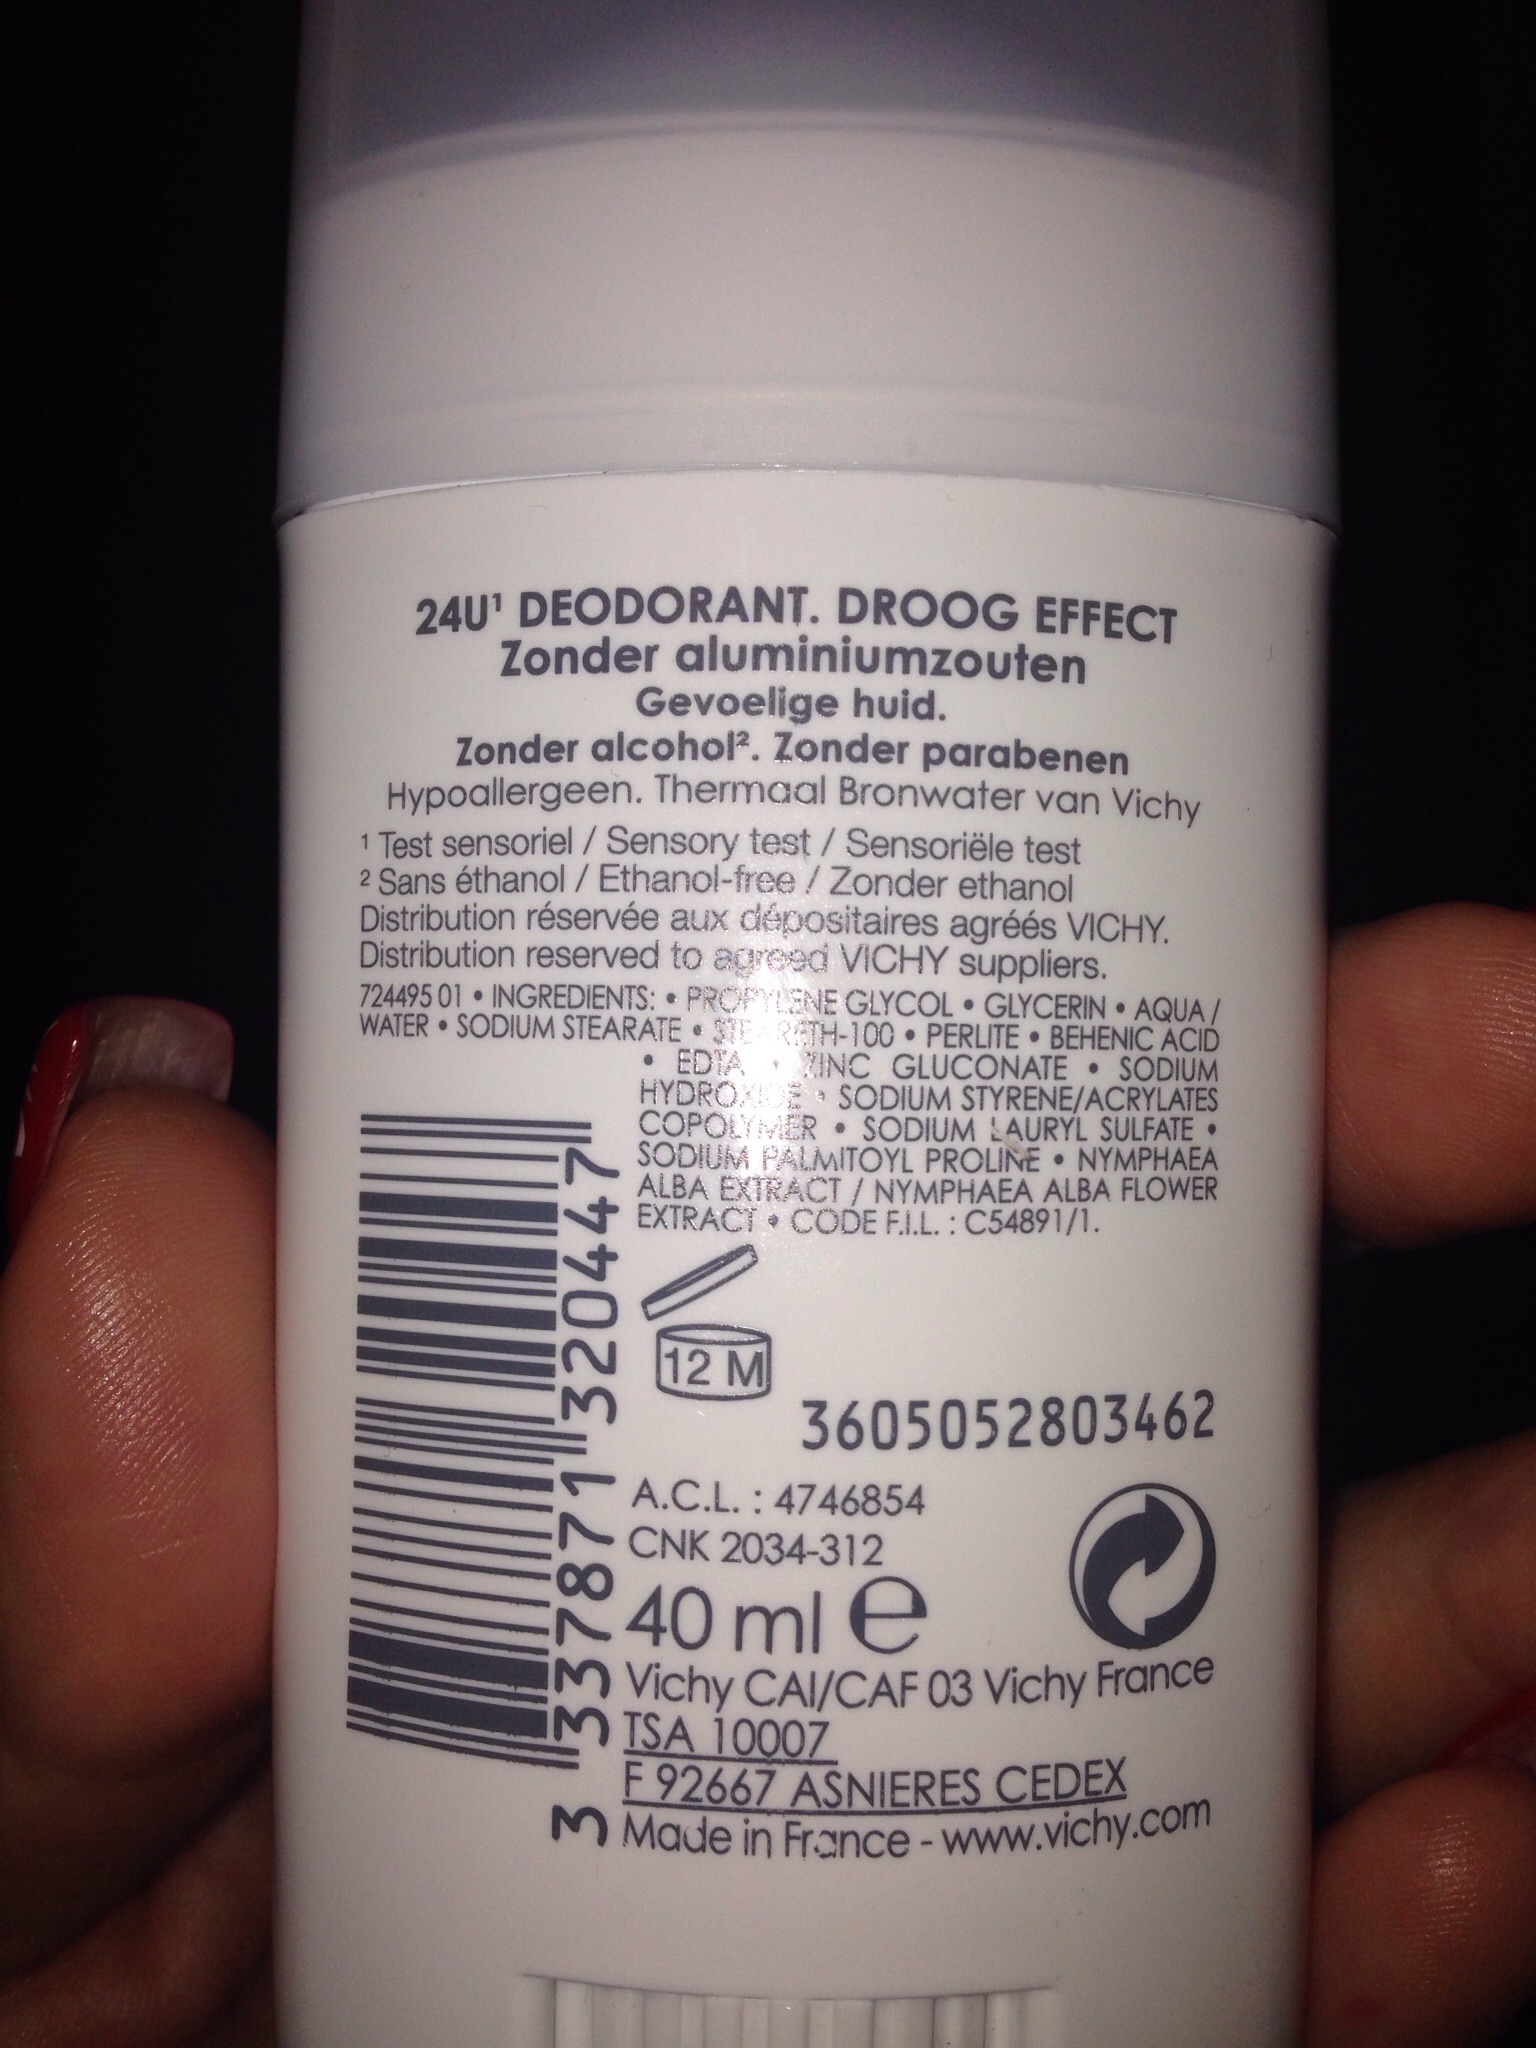 24U¹ DEODORANT. DROOG EFFECT
Zonder aluminiumzouten
Gevoelige huid.
Zonder alcohol². Zonder parabenen
Hypoallergeen. Thermaal Bronwater van Vichy
¹ Test sensoriel / Sensory test / Sensoriële test
² Sans éthanol / Ethanol-free / Zonder ethanol
Distribution réservée aux dépositaires agréés VICHY.
Distribution reserved to agreed VICHY suppliers.
724495 01 • INGREDIENTS: • PROPYLENE GLYCOL • GLYCERIN • AQUA /
WATER • SODIUM STEARATE • STEARETH-100 • PERLITE • BEHENIC ACID
• EDTA • ZINC GLUCONATE • SODIUM
HYDROXIDE • SODIUM STYRENE/ACRYLATES
COPOLYMER • SODIUM LAURYL SULFATE •
SODIUM PALMITOYL PROLINE • NYMPHAEA
ALBA EXTRACT / NYMPHAEA ALBA FLOWER
EXTRACT • CODE F.I.L. : C54891/1.
3 337871 320447
12 M
3605052803462
A.C.L. : 4746854
CNK 2034-312
40 ml e
Vichy CAI/CAF 03 Vichy France
TSA 10007
F 92667 ASNIERES CEDEX
Made in France - www.vichy.com